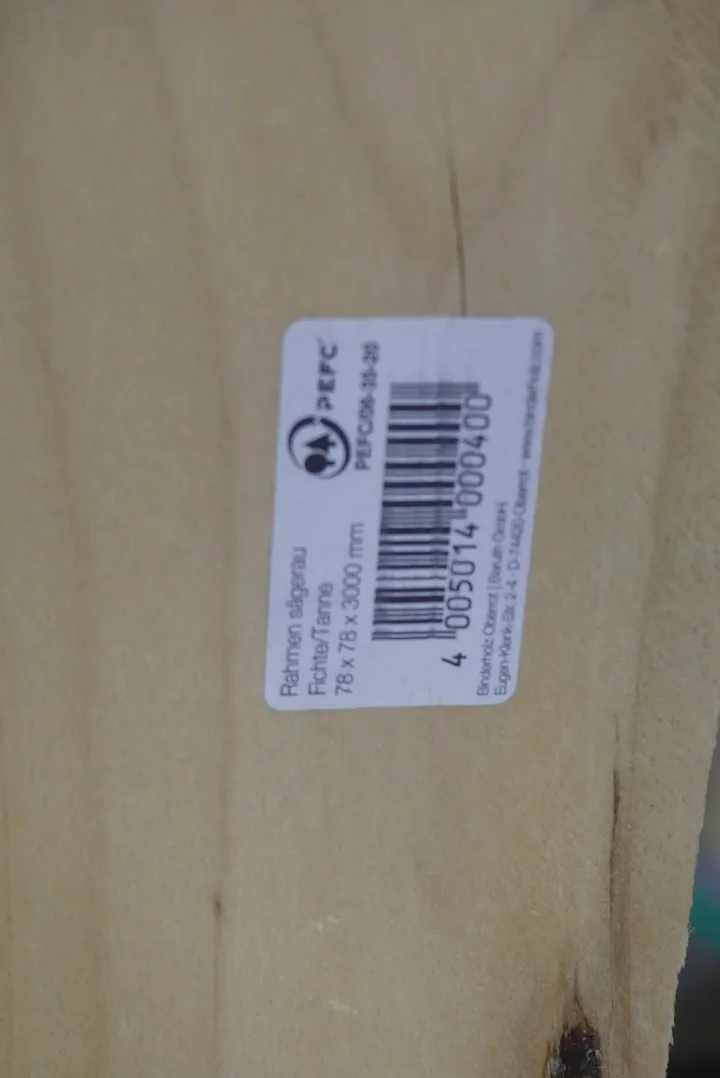 Rahmen sägerau
Fichte/Tanne
78 x 78 x 3000 mm
PEFC
PEFC/06-38-20
4 005014 000400
Binderholz Oberrot | Baruth GmbH
Eugen-Klenk-Str. 2-4 · D-74420 Oberrot · www.binderholz.com